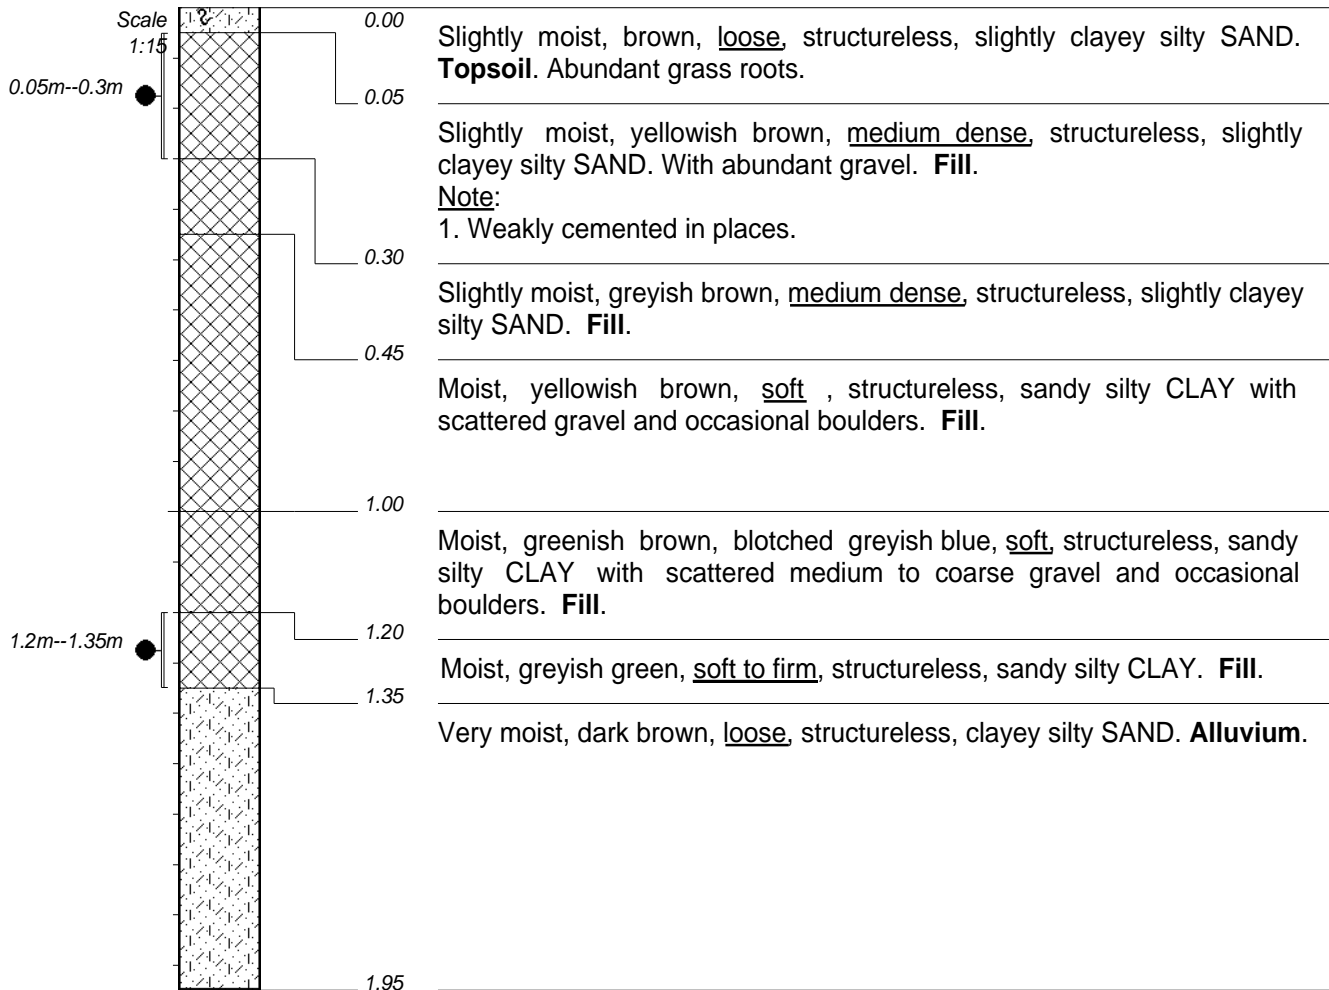 Scale
1:15
0.00
Slightly moist, brown, loose, structureless, slightly clayey silty SAND.
Topsoil. Abundant grass roots.
0.05m--0.3m
0.05
Slightly moist, yellowish brown, medium dense, structureless, slightly
clayey silty SAND. With abundant gravel. Fill.
Note:
1. Weakly cemented in places.
0.30
Slightly moist, greyish brown, medium dense, structureless, slightly clayey
silty SAND. Fill.
0.45
Moist, yellowish brown, soft , structureless, sandy silty CLAY with
scattered gravel and occasional boulders. Fill.
1.00
Moist, greenish brown, blotched greyish blue, soft, structureless, sandy
silty CLAY with scattered medium to coarse gravel and occasional
boulders. Fill.
1.20
1.2m--1.35m
Moist, greyish green, soft to firm, structureless, sandy silty CLAY. Fill.
1.35
Very moist, dark brown, loose, structureless, clayey silty SAND. Alluvium.
1.95